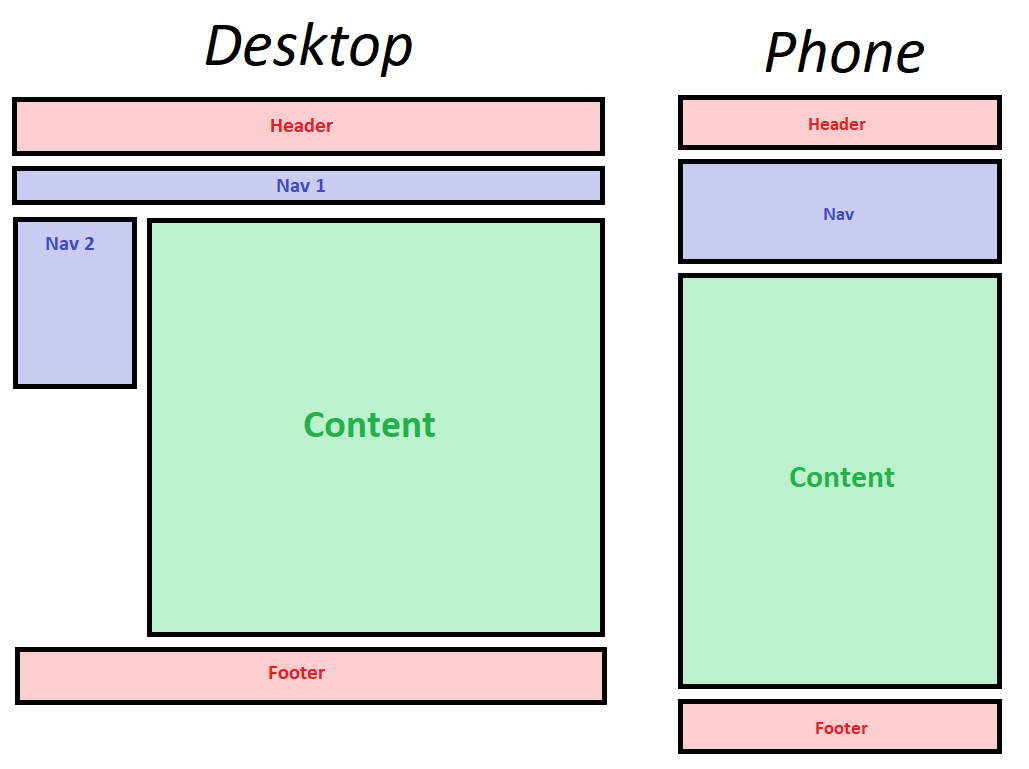 Desktop
Header
Nav 1
Nav 2
Content
Footer
Phone
Header
Nav
Content
Footer